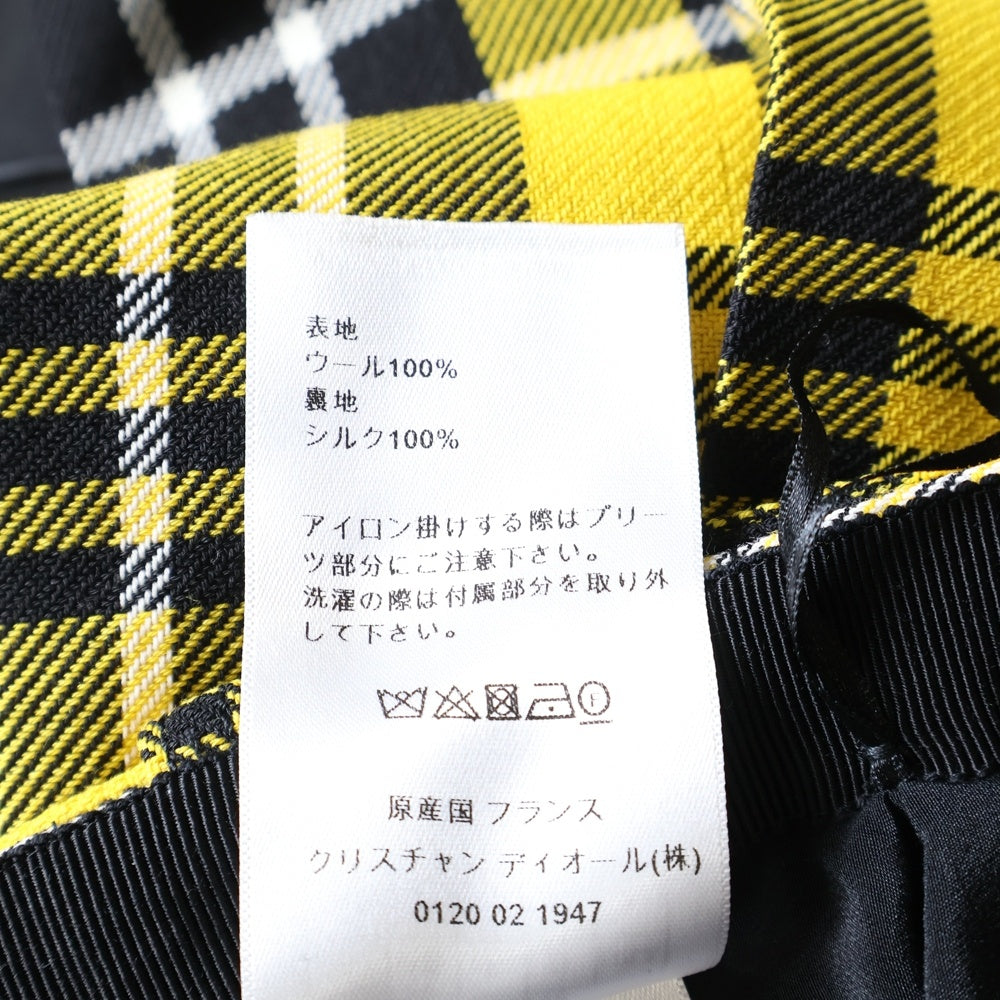 表地
ウール100%
裏地
シルク100%
アイロン掛けする際はプリー
ツ部分にご注意下さい。
洗濯の際は付属部分を取り外
して下さい。
F
原産国 フランス
クリスチャン ディオール(株)
0120 02 1947